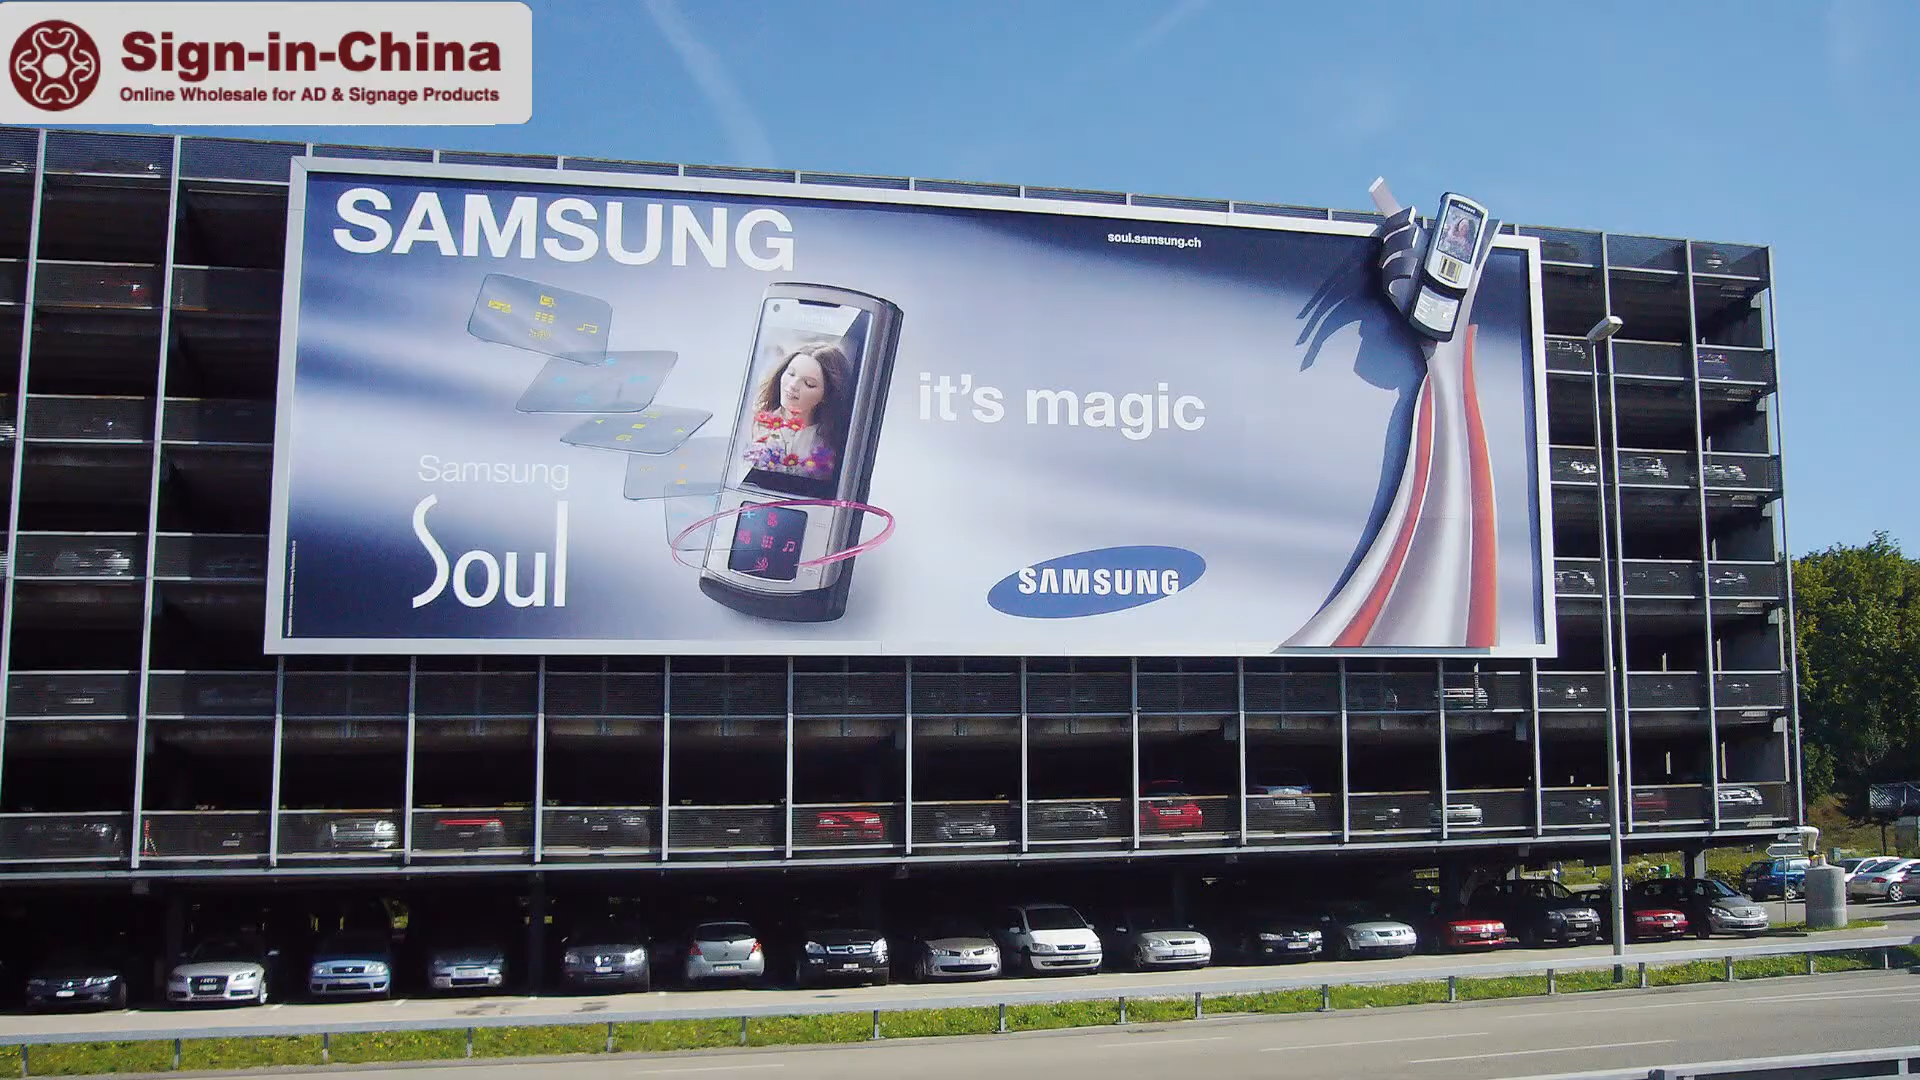 Sign-in-China
Online Wholesale for AD & Signage Products
SAMSUNG
soul.samsung.ch
it's magic
Samsung
Soul
SAMSUNG